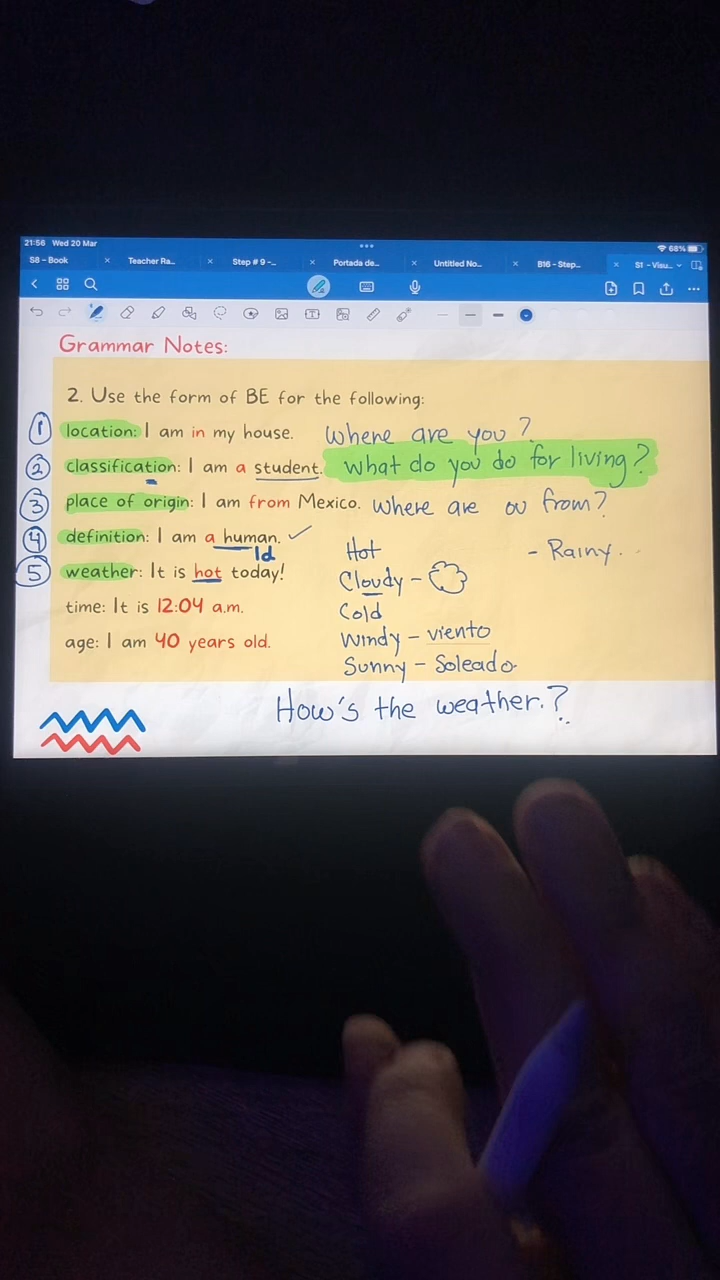 21:56 Wed 20 Mar
68%
S8 - Book
Teacher Ra...
Step # 9 -...
Portada de...
Untitled No...
B16 - Step...
S1 - Visu...
Grammar Notes:
2. Use the form of BE for the following:
1 location: I am in my house. Where are you?
2 classification: I am a student. What do you do for living?
3 place of origin: I am from Mexico. Where are ou from?
4 definition: I am a human.
Id
Hot - Rainy.
5 weather: It is hot today!
Cloudy -
time: It is 12:04 a.m.
Cold
age: I am 40 years old.
Windy - viento
Sunny - Soleado
How's the weather.?